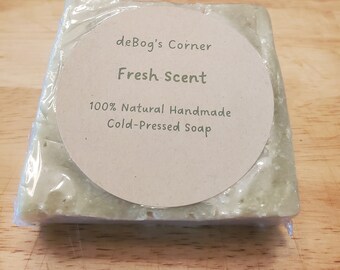 deBog's Corner
Fresh Scent
100% Natural Handmade
Cold-Pressed Soap